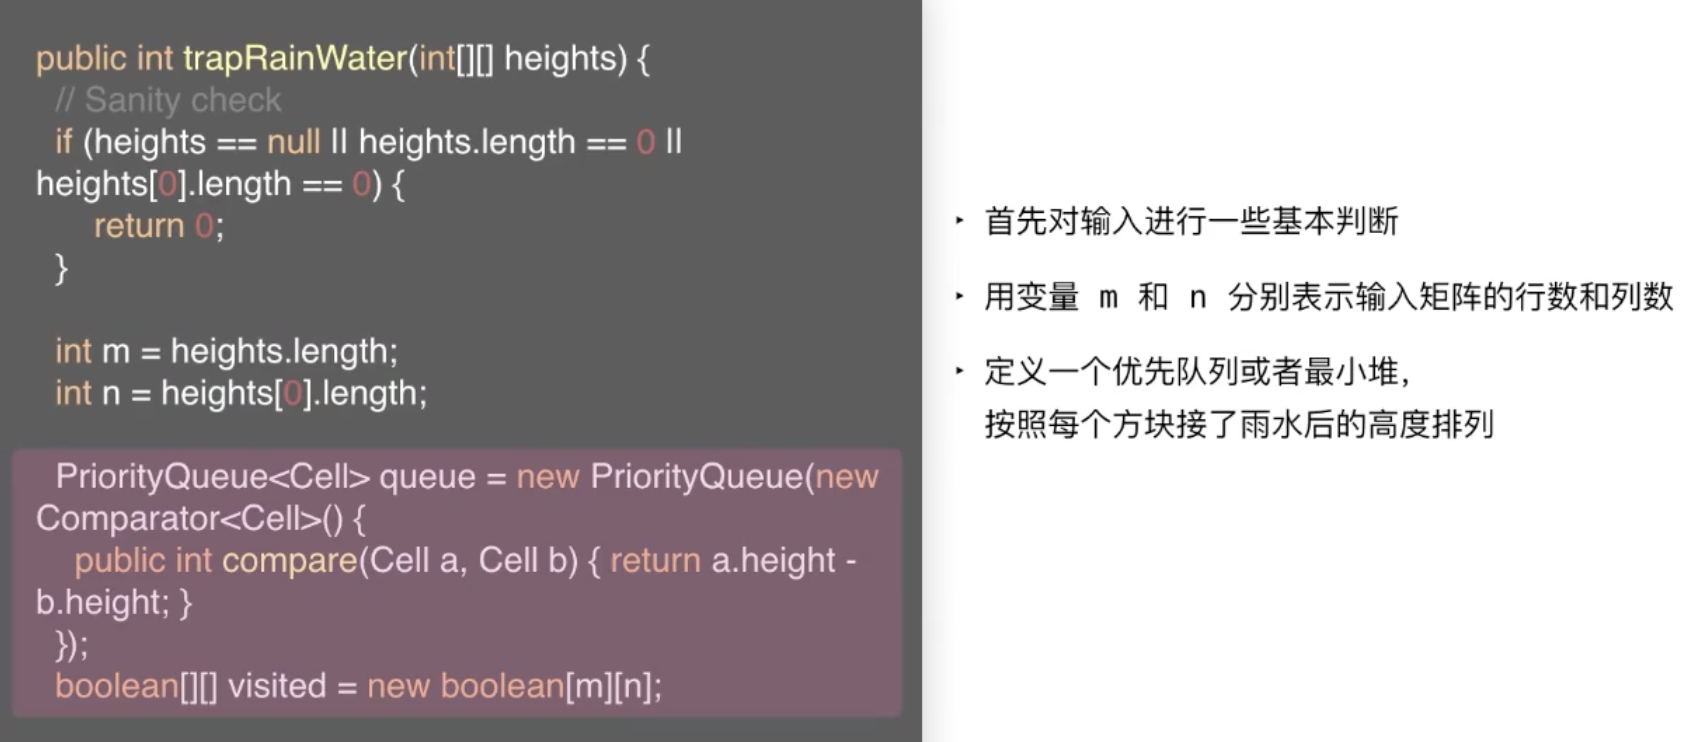 public int trapRainWater(int[][] heights) {
// Sanity check
if (heights == null || heights.length == 0 ||
heights[0].length == 0) {
return 0;
}
int m = heights.length;
int n = heights[0].length;
PriorityQueue<Cell> queue = new PriorityQueue(new
Comparator<Cell>() {
public int compare(Cell a, Cell b) { return a.height -
b.height; }
});
boolean[][] visited = new boolean[m][n];
‣ 首先对输入进行一些基本判断
‣ 用变量 m 和 n 分别表示输入矩阵的行数和列数
‣ 定义一个优先队列或者最小堆，
按照每个方块接了雨水后的高度排列